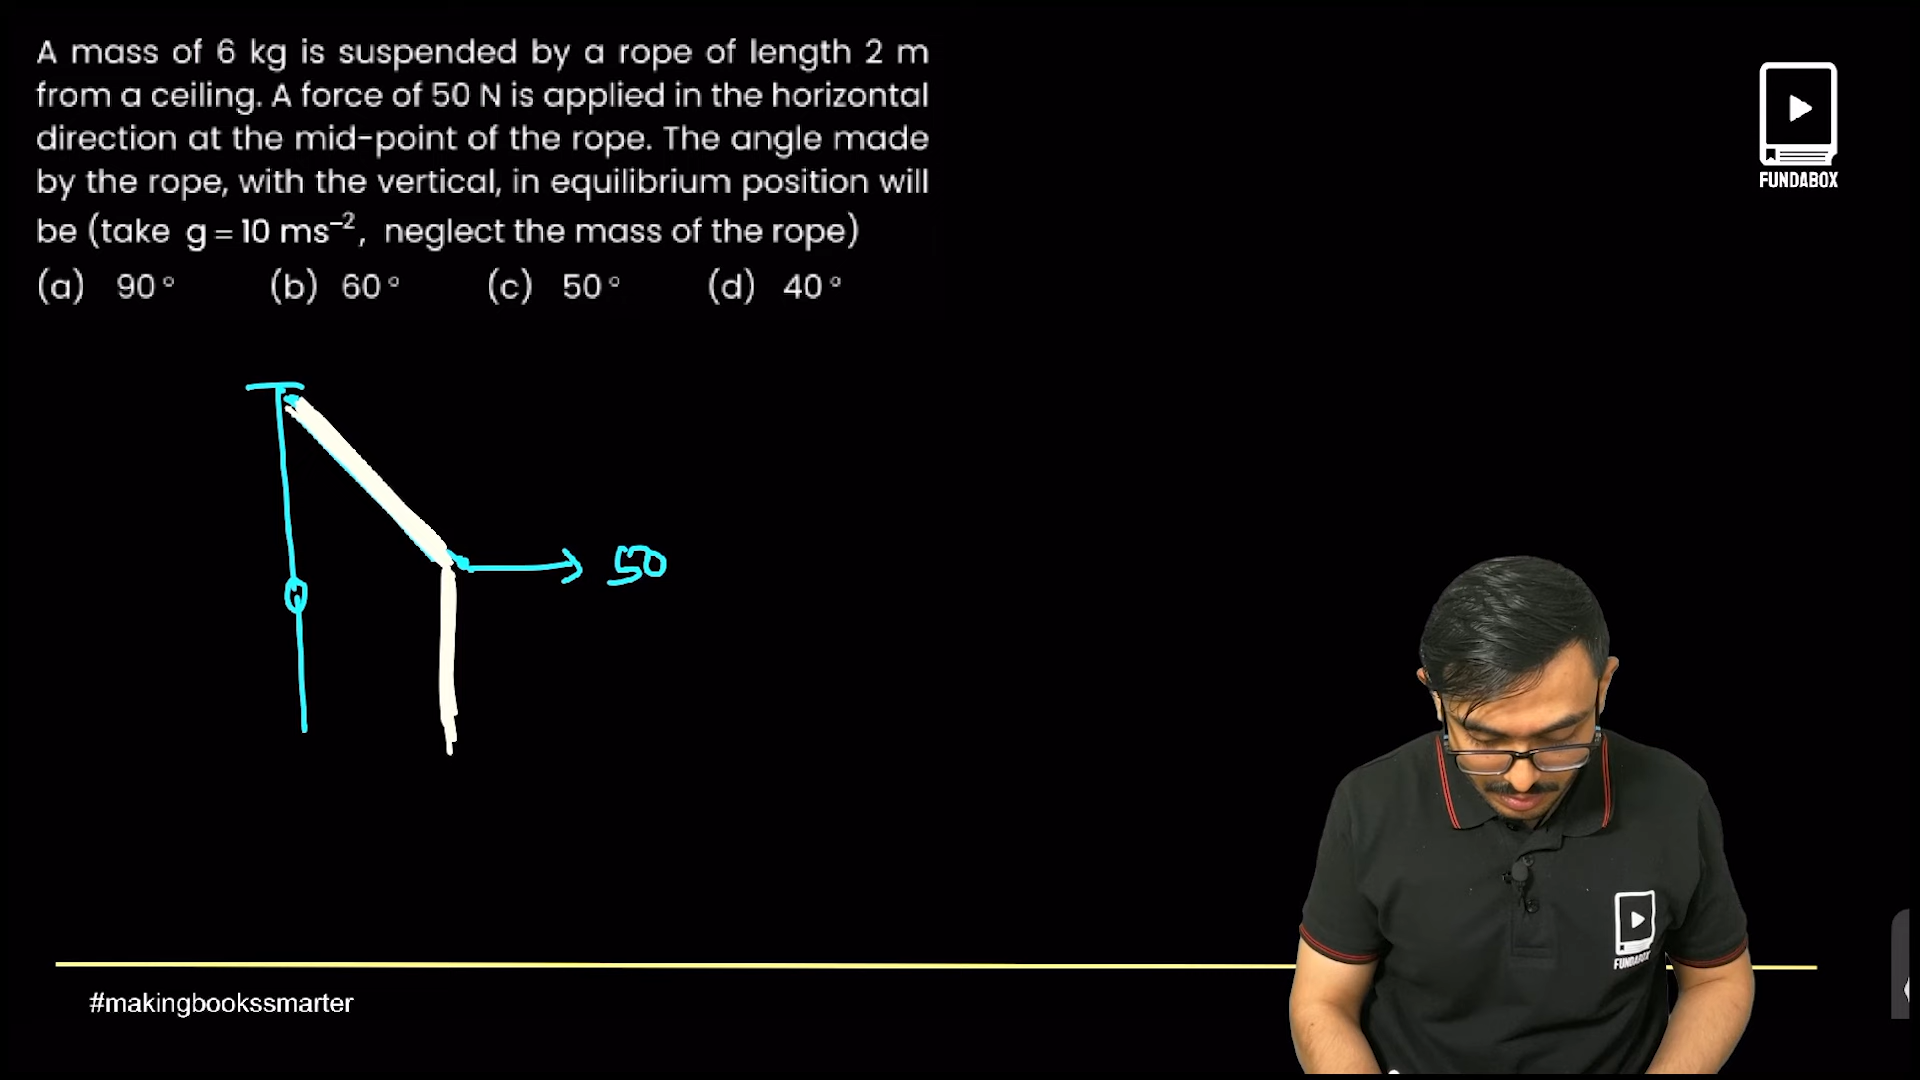 A mass of 6 kg is suspended by a rope of length 2 m
from a ceiling. A force of 50 N is applied in the horizontal
direction at the mid-point of the rope. The angle made
by the rope, with the vertical, in equilibrium position will
be (take g = 10 ms⁻², neglect the mass of the rope)
(a) 90° (b) 60° (c) 50° (d) 40°
FUNDABOX
50
FUNDABOX
#makingbookssmarter